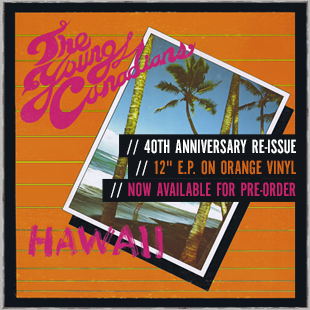 The
Young
Canadians
// 40TH ANNIVERSARY RE-ISSUE
// 12" E.P. ON ORANGE VINYL
// NOW AVAILABLE FOR PRE-ORDER
HAWAII